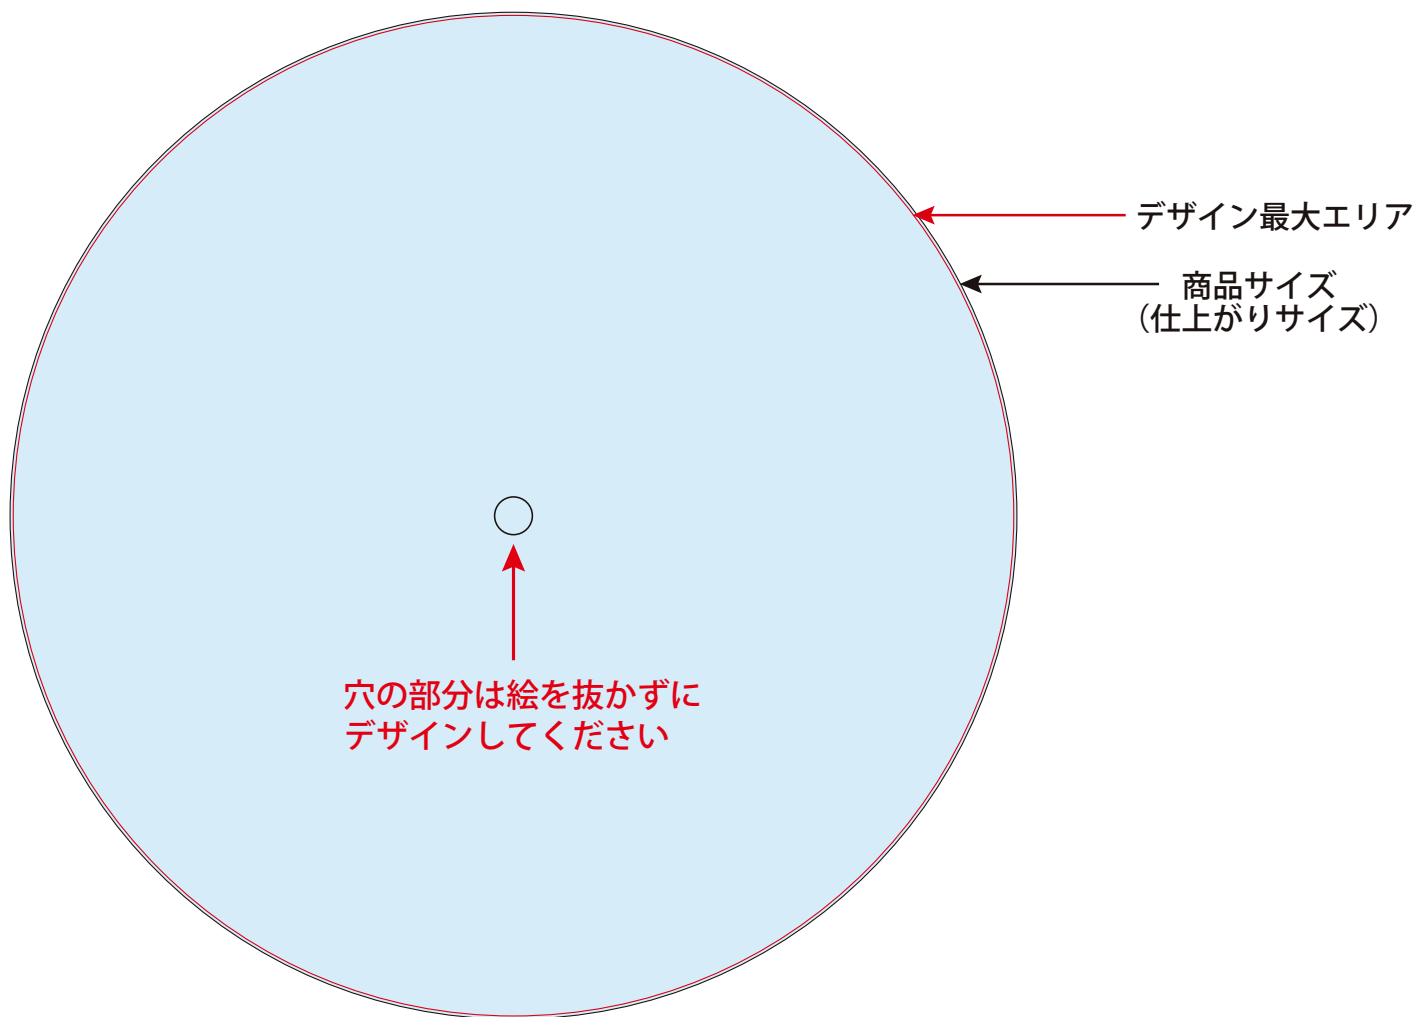 デザイン最大エリア
商品サイズ
（仕上がりサイズ）
穴の部分は絵を抜かずに
デザインしてください